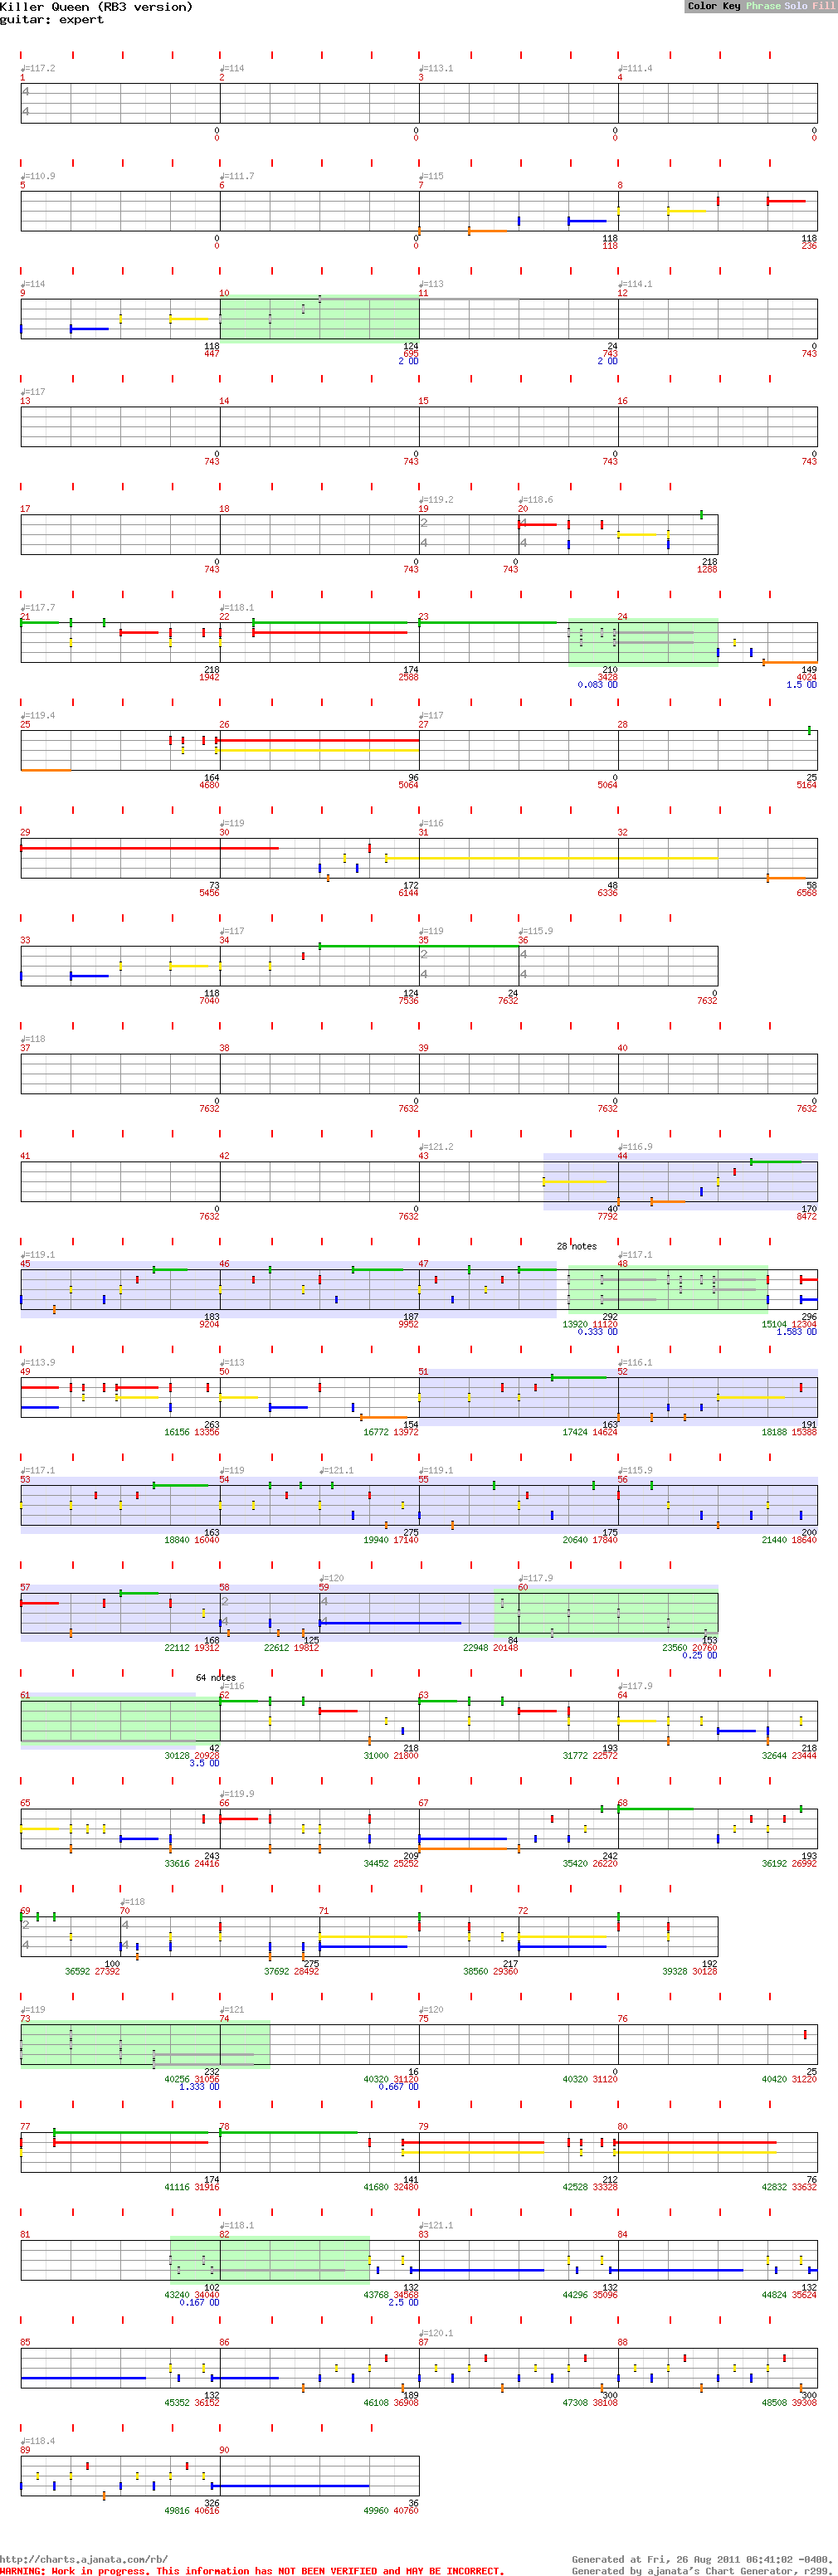 Killer Queen (RB3 version)
guitar: expert
Color Key Phrase Solo Fill
♩=117.2 ♩=114 ♩=113.1 ♩=111.4
1 2 3 4
4
4
0 0 0 0
0 0 0 0
♩=110.9 ♩=111.7 ♩=115
5 6 7 8
0 0 118 118
0 0 118 236
♩=114 ♩=113 ♩=114.1
9 10 11 12
118 124 24 0
447 695 743 743
2 OD 2 OD
♩=117
13 14 15 16
0 0 0 0
743 743 743 743
♩=119.2 ♩=118.6
17 18 19 20
2 4
4 4
0 0 0 218
743 743 743 1288
♩=117.7 ♩=118.1
21 22 23 24
218 174 210 149
1942 2588 3428 4024
0.083 OD 1.5 OD
♩=119.4 ♩=117
25 26 27 28
164 96 0 25
4680 5064 5064 5164
♩=119 ♩=116
29 30 31 32
73 172 48 58
5456 6144 6336 6568
♩=117 ♩=119 ♩=115.9
33 34 35 36
2 4
4 4
118 124 24 0
7040 7536 7632 7632
♩=118
37 38 39 40
0 0 0 0
7632 7632 7632 7632
♩=121.2 ♩=116.9
41 42 43 44
0 0 40 170
7632 7632 7792 8472
28 notes
♩=119.1 ♩=117.1
45 46 47 48
183 187 292 296
9204 9952 13920 11120 15104 12304
0.333 OD 1.583 OD
♩=113.9 ♩=113 ♩=116.1
49 50 51 52
263 154 163 191
16156 13356 16772 13972 17424 14624 18188 15388
♩=117.1 ♩=119 ♩=121.1 ♩=119.1 ♩=115.9
53 54 55 56
163 275 175 200
18840 16040 19940 17140 20640 17840 21440 18640
♩=120 ♩=117.9
57 58 59 60
2 4
4 4
168 125 84 153
22112 19312 22612 19812 22948 20148 23560 20760
0.25 OD
64 notes
♩=116 ♩=117.9
61 62 63 64
42 218 193 218
30128 20928 31000 21800 31772 22572 32644 23444
3.5 OD
♩=119.9
65 66 67 68
243 209 242 193
33616 24416 34452 25252 35420 26220 36192 26992
♩=118
69 70 71 72
2 4
4 4
100 275 217 192
36592 27392 37692 28492 38560 29360 39328 30128
♩=119 ♩=121 ♩=120
73 74 75 76
232 16 0 25
40256 31056 40320 31120 40320 31120 40420 31220
1.333 OD 0.667 OD
77 78 79 80
174 141 212 76
41116 31916 41680 32480 42528 33328 42832 33632
♩=118.1 ♩=121.1
81 82 83 84
102 132 132 132
43240 34040 43768 34568 44296 35096 44824 35624
0.167 OD 2.5 OD
♩=120.1
85 86 87 88
132 189 300 300
45352 36152 46108 36908 47308 38108 48508 39308
♩=118.4
89 90
326 36
49816 40616 49960 40760
http://charts.ajanata.com/rb/
WARNING: Work in progress. This information has NOT BEEN VERIFIED and MAY BE INCORRECT.
Generated at Fri, 26 Aug 2011 06:41:02 -0400.
Generated by ajanata's Chart Generator, r299.